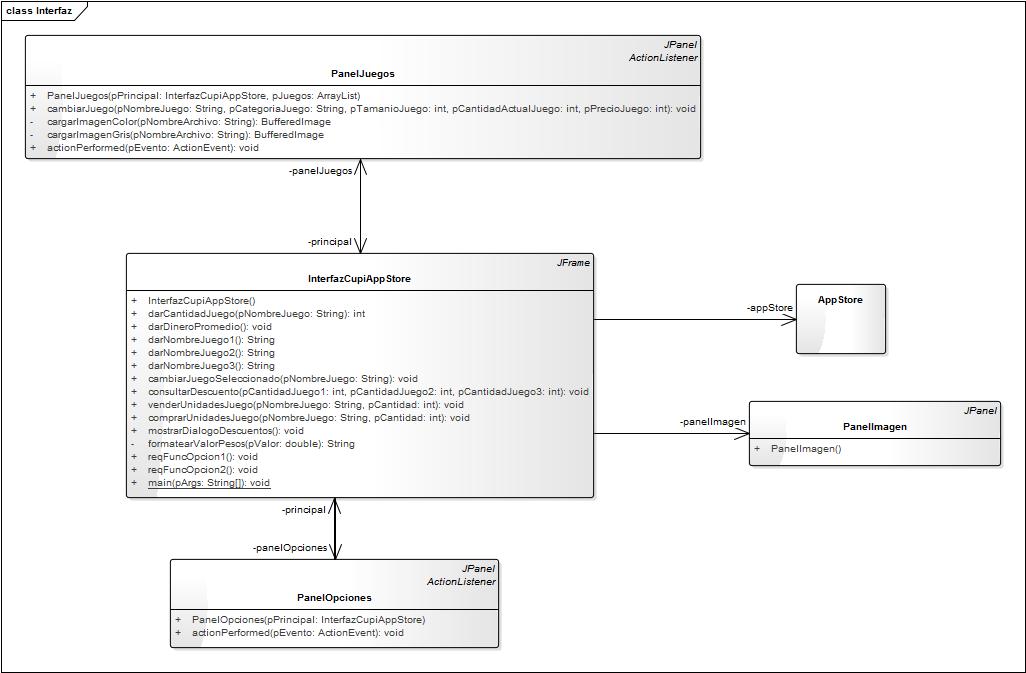 class Interfaz
JPanel
ActionListener
PanelJuegos
+ PanelJuegos(pPrincipal: InterfazCupiAppStore, pJuegos: ArrayList)
+ cambiarJuego(pNombreJuego: String, pCategoriaJuego: String, pTamanioJuego: int, pCantidadActualJuego: int, pPrecioJuego: int): void
- cargarImagenColor(pNombreArchivo: String): BufferedImage
- cargarImagenGris(pNombreArchivo: String): BufferedImage
+ actionPerformed(pEvento: ActionEvent): void
-panelJuegos
-principal
JFrame
InterfazCupiAppStore
+ InterfazCupiAppStore()
+ darCantidadJuego(pNombreJuego: String): int
+ darDineroPromedio(): void
+ darNombreJuego1(): String
+ darNombreJuego2(): String
+ darNombreJuego3(): String
+ cambiarJuegoSeleccionado(pNombreJuego: String): void
+ consultarDescuento(pCantidadJuego1: int, pCantidadJuego2: int, pCantidadJuego3: int): void
+ venderUnidadesJuego(pNombreJuego: String, pCantidad: int): void
+ comprarUnidadesJuego(pNombreJuego: String, pCantidad: int): void
+ mostrarDialogoDescuentos(): void
- formatearValorPesos(pValor: double): String
+ reqFuncOpcion1(): void
+ reqFuncOpcion2(): void
+ main(pArgs: String[]): void
-appStore
AppStore
-panelImagen
JPanel
PanelImagen
+ PanelImagen()
-principal
-panelOpciones
JPanel
ActionListener
PanelOpciones
+ PanelOpciones(pPrincipal: InterfazCupiAppStore)
+ actionPerformed(pEvento: ActionEvent): void